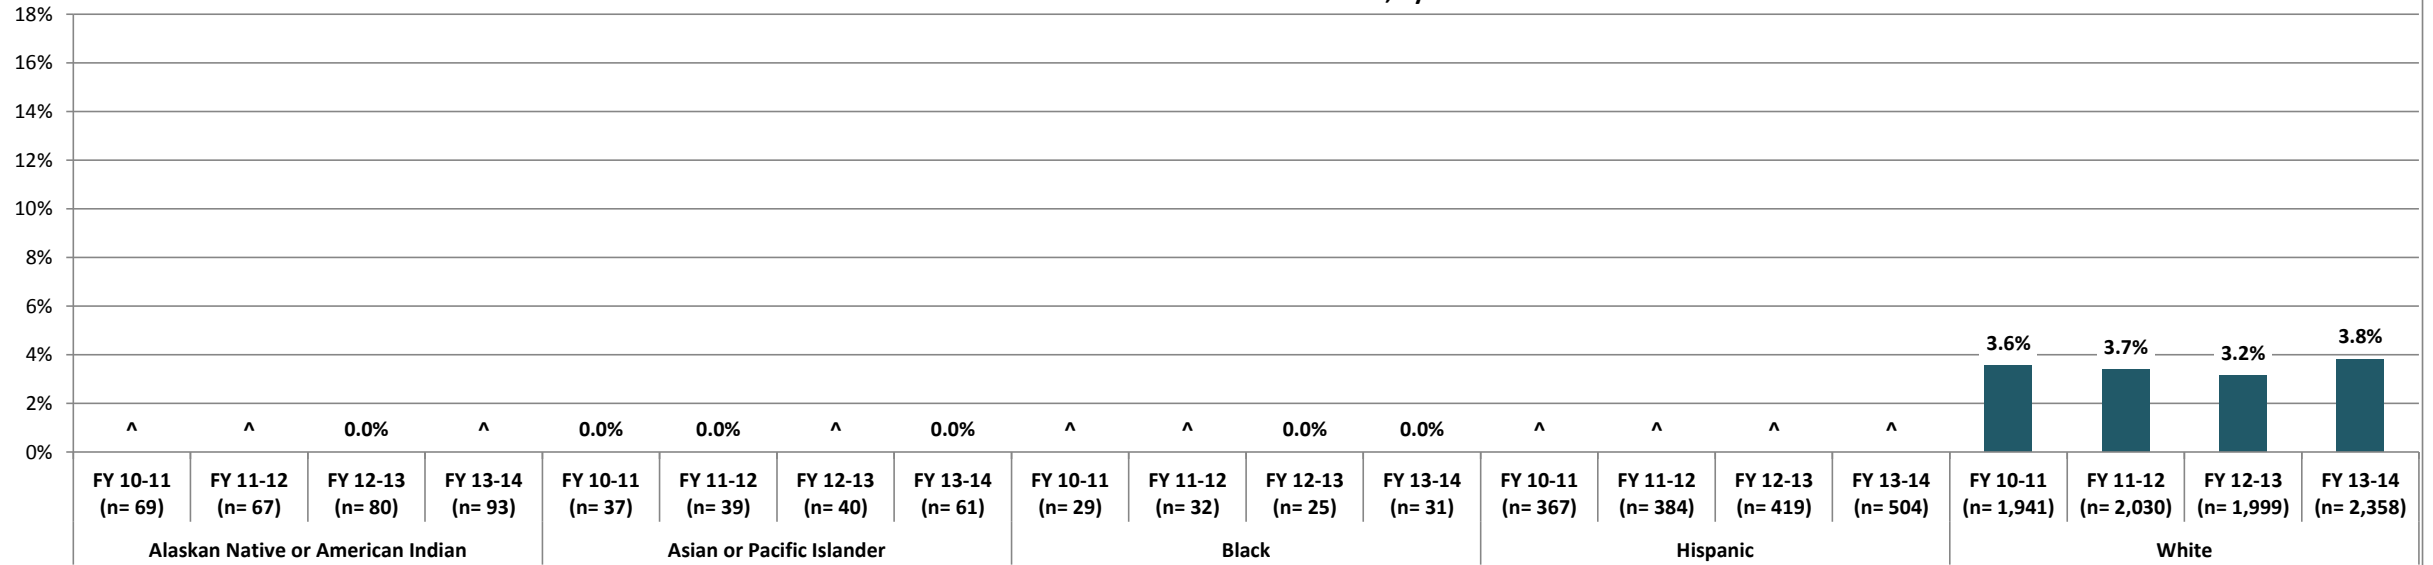 18%
16%
14%
12%
10%
8%
6%
4%
2%
0%
^ ^ 0.0% ^ 0.0% 0.0% ^ 0.0% ^ ^ 0.0% 0.0% ^ ^ ^ ^ 3.6% 3.7% 3.2% 3.8%
FY 10-11 FY 11-12 FY 12-13 FY 13-14 FY 10-11 FY 11-12 FY 12-13 FY 13-14 FY 10-11 FY 11-12 FY 12-13 FY 13-14 FY 10-11 FY 11-12 FY 12-13 FY 13-14 FY 10-11 FY 11-12 FY 12-13 FY 13-14
(n= 69) (n= 67) (n= 80) (n= 93) (n= 37) (n= 39) (n= 40) (n= 61) (n= 29) (n= 32) (n= 25) (n= 31) (n= 367) (n= 384) (n= 419) (n= 504) (n= 1,941) (n= 2,030) (n= 1,999) (n= 2,358)
Alaskan Native or American Indian Asian or Pacific Islander Black Hispanic White